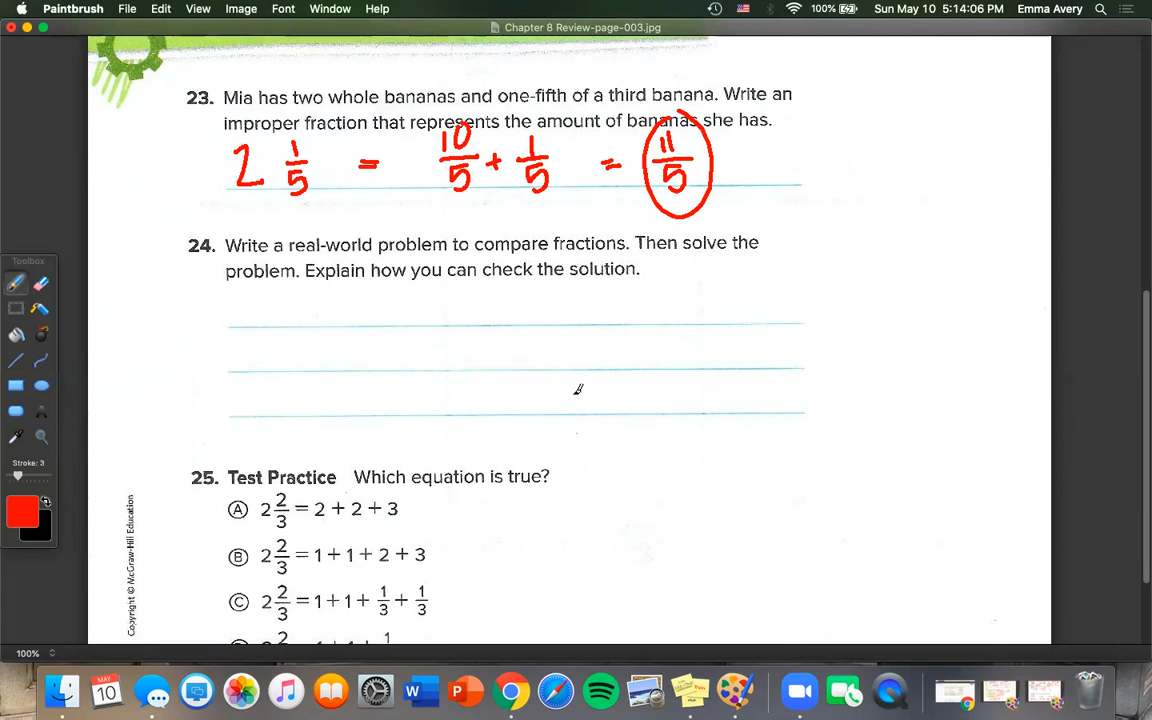 Paintbrush File Edit View Image Font Window Help 100% Sun May 10 5:14:06 PM Emma Avery
Chapter 8 Review-page-003.jpg
23. Mia has two whole bananas and one-fifth of a third banana. Write an
improper fraction that represents the amount of bananas she has.
2 1/5 = 10/5 + 1/5 = 11/5
24. Write a real-world problem to compare fractions. Then solve the
problem. Explain how you can check the solution.
Toolbox
Stroke: 3
25. Test Practice Which equation is true?
A 2 2/3 = 2 + 2 + 3
B 2 2/3 = 1 + 1 + 2 + 3
C 2 2/3 = 1 + 1 + 1/3 + 1/3
Copyright © McGraw-Hill Education
100%
MAY
10
W
P